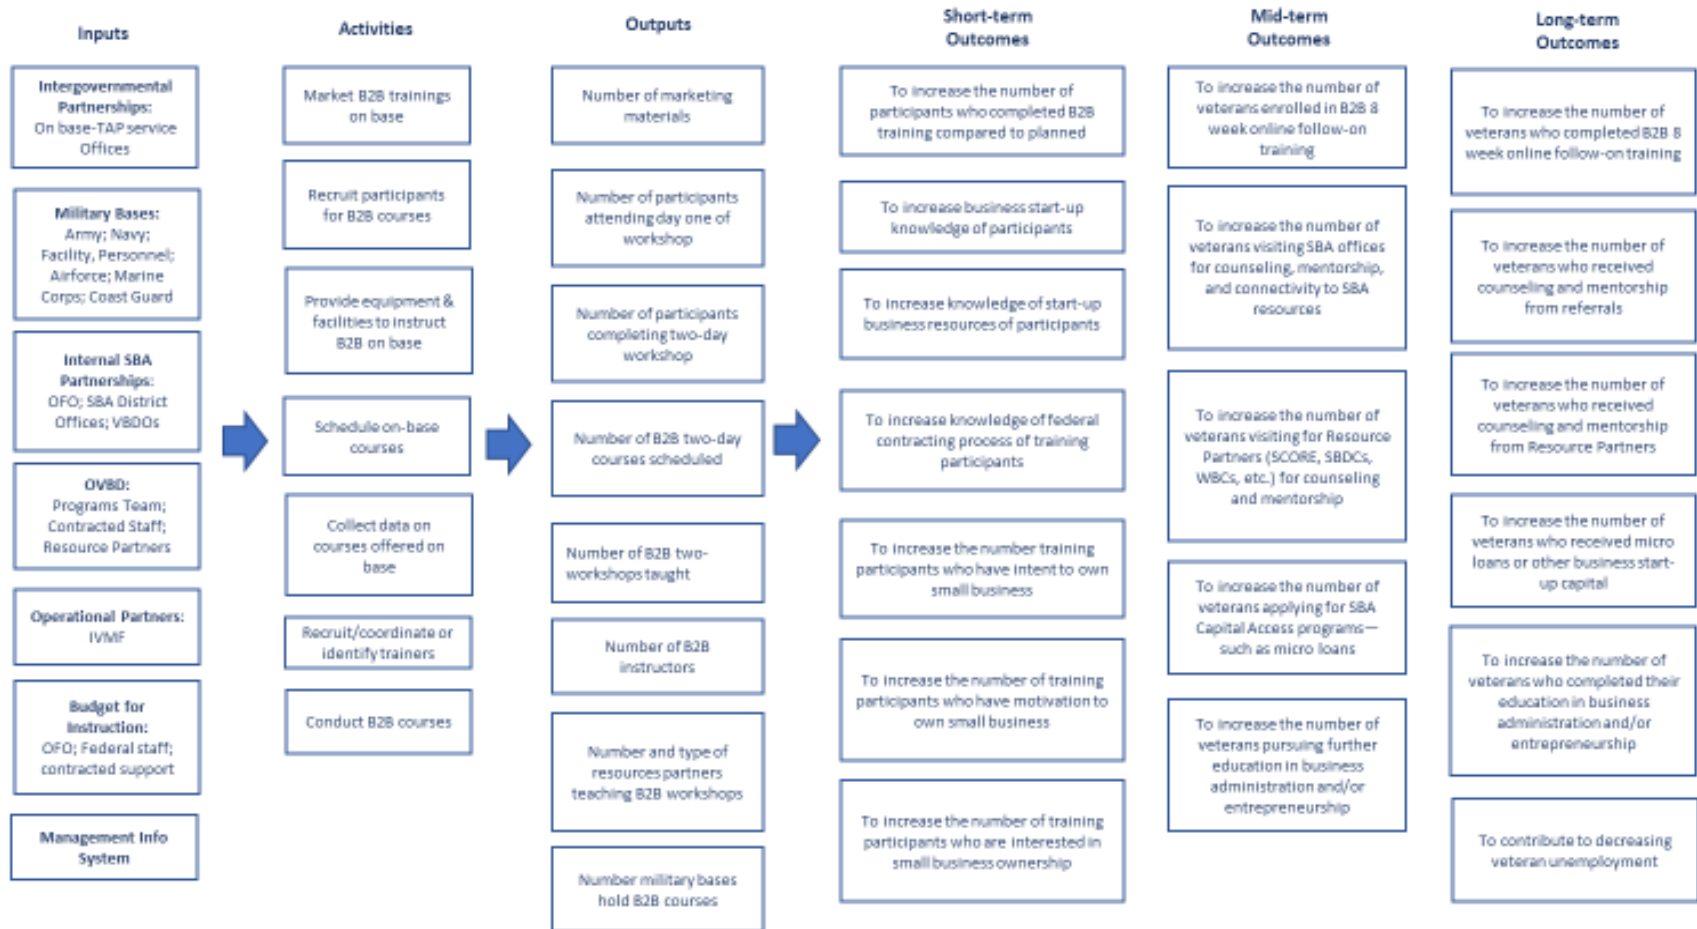 Inputs
Intergovernmental
Partnerships:
On base-TAP service
Offices
Military Bases:
Army; Navy;
Facility, Personnel;
Airforce; Marine
Corps; Coast Guard
Internal SBA
Partnerships:
OFO; SBA District
Offices; VBDOs
OVBD:
Programs Team;
Contracted Staff;
Resource Partners
Operational Partners:
IVMF
Budget for
Instruction:
OFO; Federal staff;
contracted support
Management Info
System
Activities
Market B2B trainings
on base
Recruit participants
for B2B courses
Provide equipment &
facilities to instruct
B2B on base
Schedule on-base
courses
Collect data on
courses offered on
base
Recruit/coordinate or
identify trainers
Conduct B2B courses
Outputs
Number of marketing
materials
Number of participants
attending day one of
workshop
Number of participants
completing two-day
workshop
Number of B2B two-day
courses scheduled
Number of B2B two-
workshops taught
Number of B2B
instructors
Number and type of
resources partners
teaching B2B workshops
Number military bases
hold B2B courses
Short-term
Outcomes
To increase the number of
participants who completed B2B
training compared to planned
To increase business start-up
knowledge of participants
To increase knowledge of start-up
business resources of participants
To increase knowledge of federal
contracting process of training
participants
To increase the number training
participants who have intent to own
small business
To increase the number of training
participants who have motivation to
own small business
To increase the number of training
participants who are interested in
small business ownership
Mid-term
Outcomes
To increase the number of
veterans enrolled in B2B 8
week online follow-on
training
To increase the number of
veterans visiting SBA offices
for counseling, mentorship,
and connectivity to SBA
resources
To increase the number of
veterans visiting for Resource
Partners (SCORE, SBDCs,
WBCs, etc.) for counseling
and mentorship
To increase the number of
veterans applying for SBA
Capital Access programs—
such as micro loans
To increase the number of
veterans pursuing further
education in business
administration and/or
entrepreneurship
Long-term
Outcomes
To increase the number of
veterans who completed B2B 8
week online follow-on training
To increase the number of
veterans who received
counseling and mentorship
from referrals
To increase the number of
veterans who received
counseling and mentorship
from Resource Partners
To increase the number of
veterans who received micro
loans or other business start-
up capital
To increase the number of
veterans who completed their
education in business
administration and/or
entrepreneurship
To contribute to decreasing
veteran unemployment